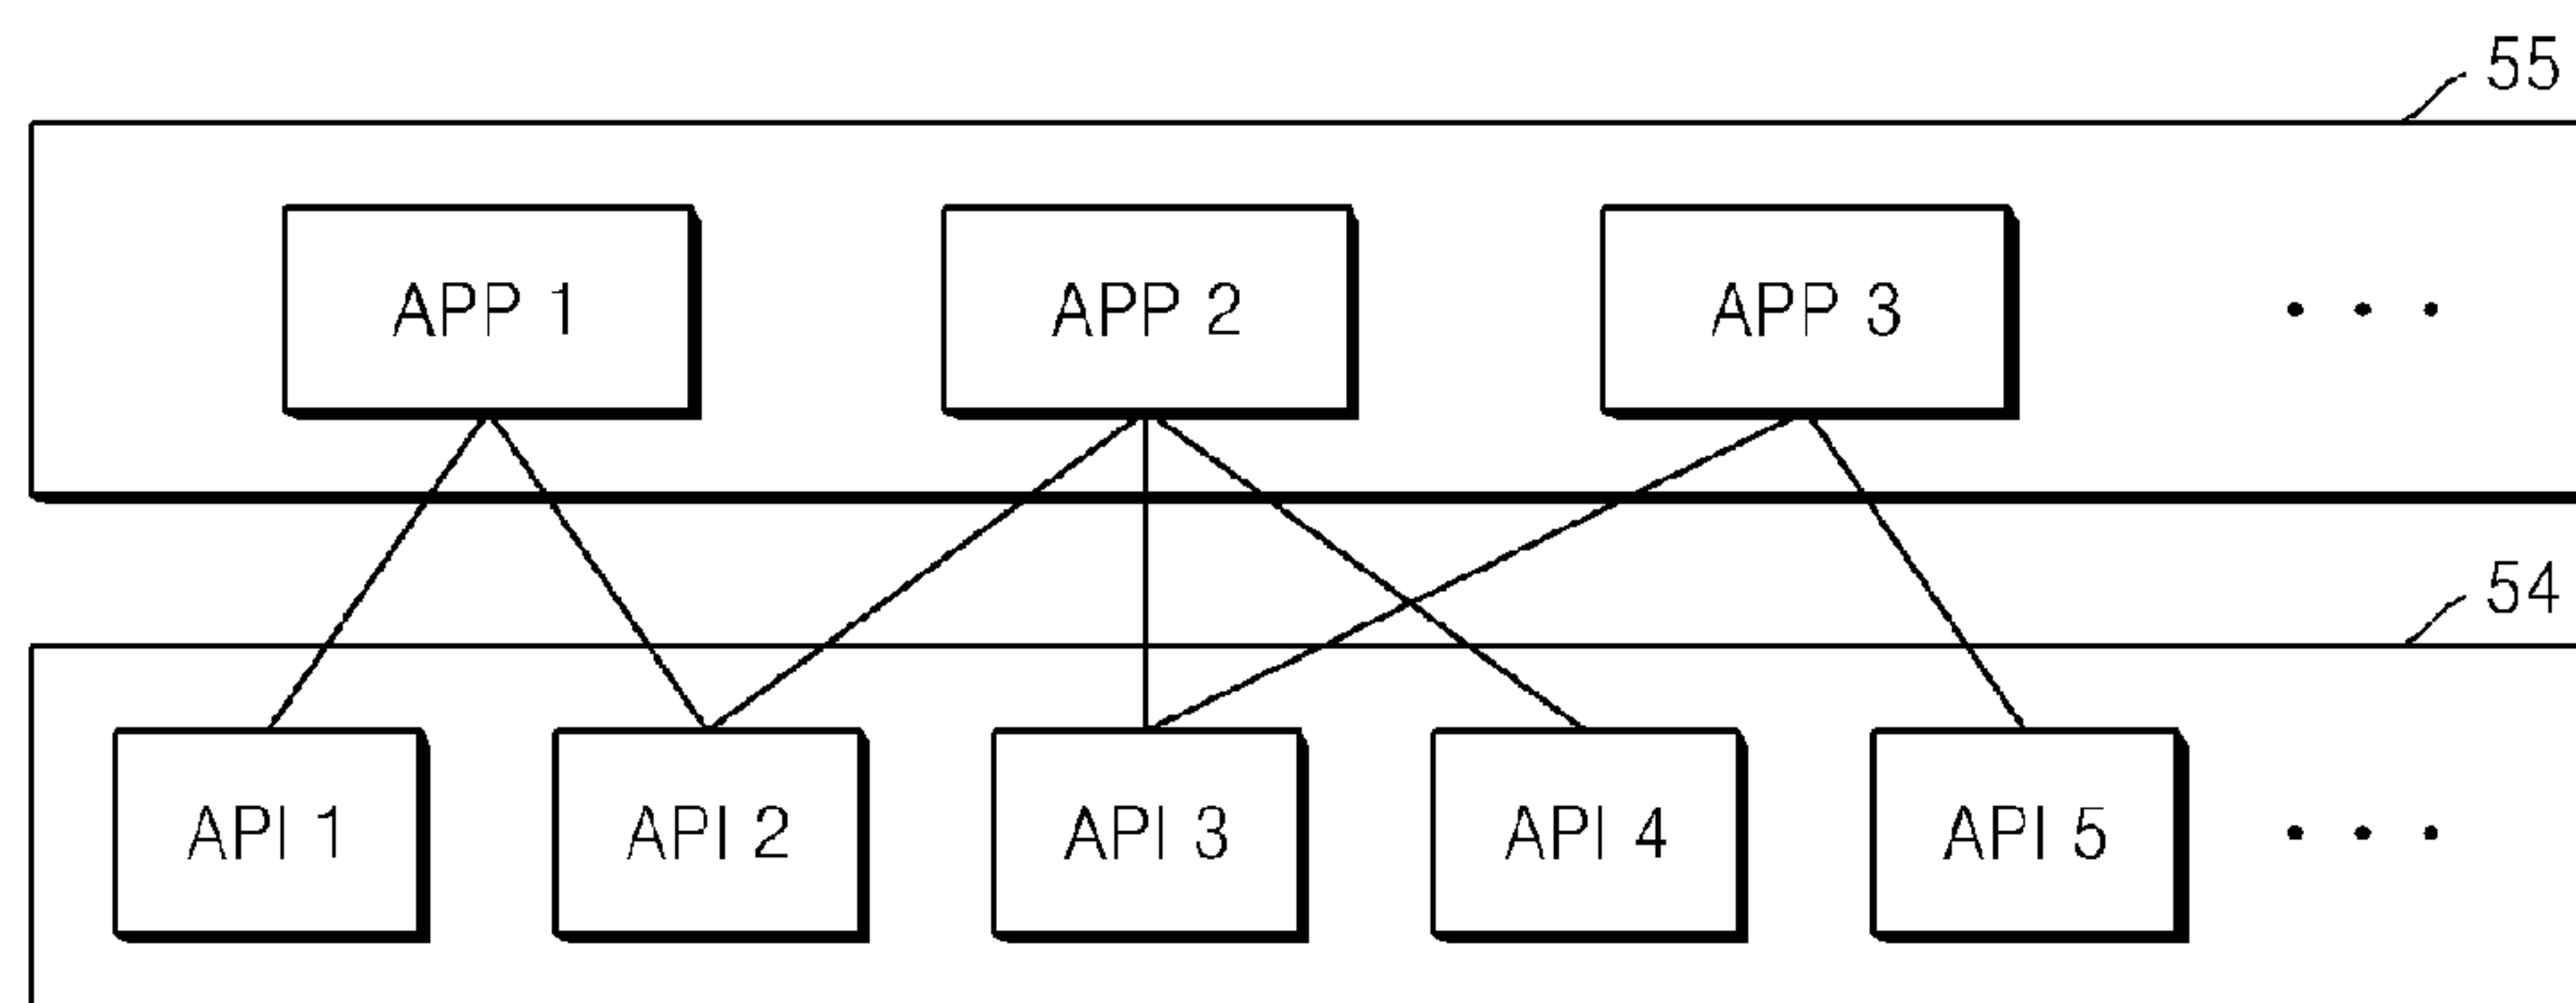 55
APP 1 APP 2 APP 3 . . .
54
API 1 API 2 API 3 API 4 API 5 . . .